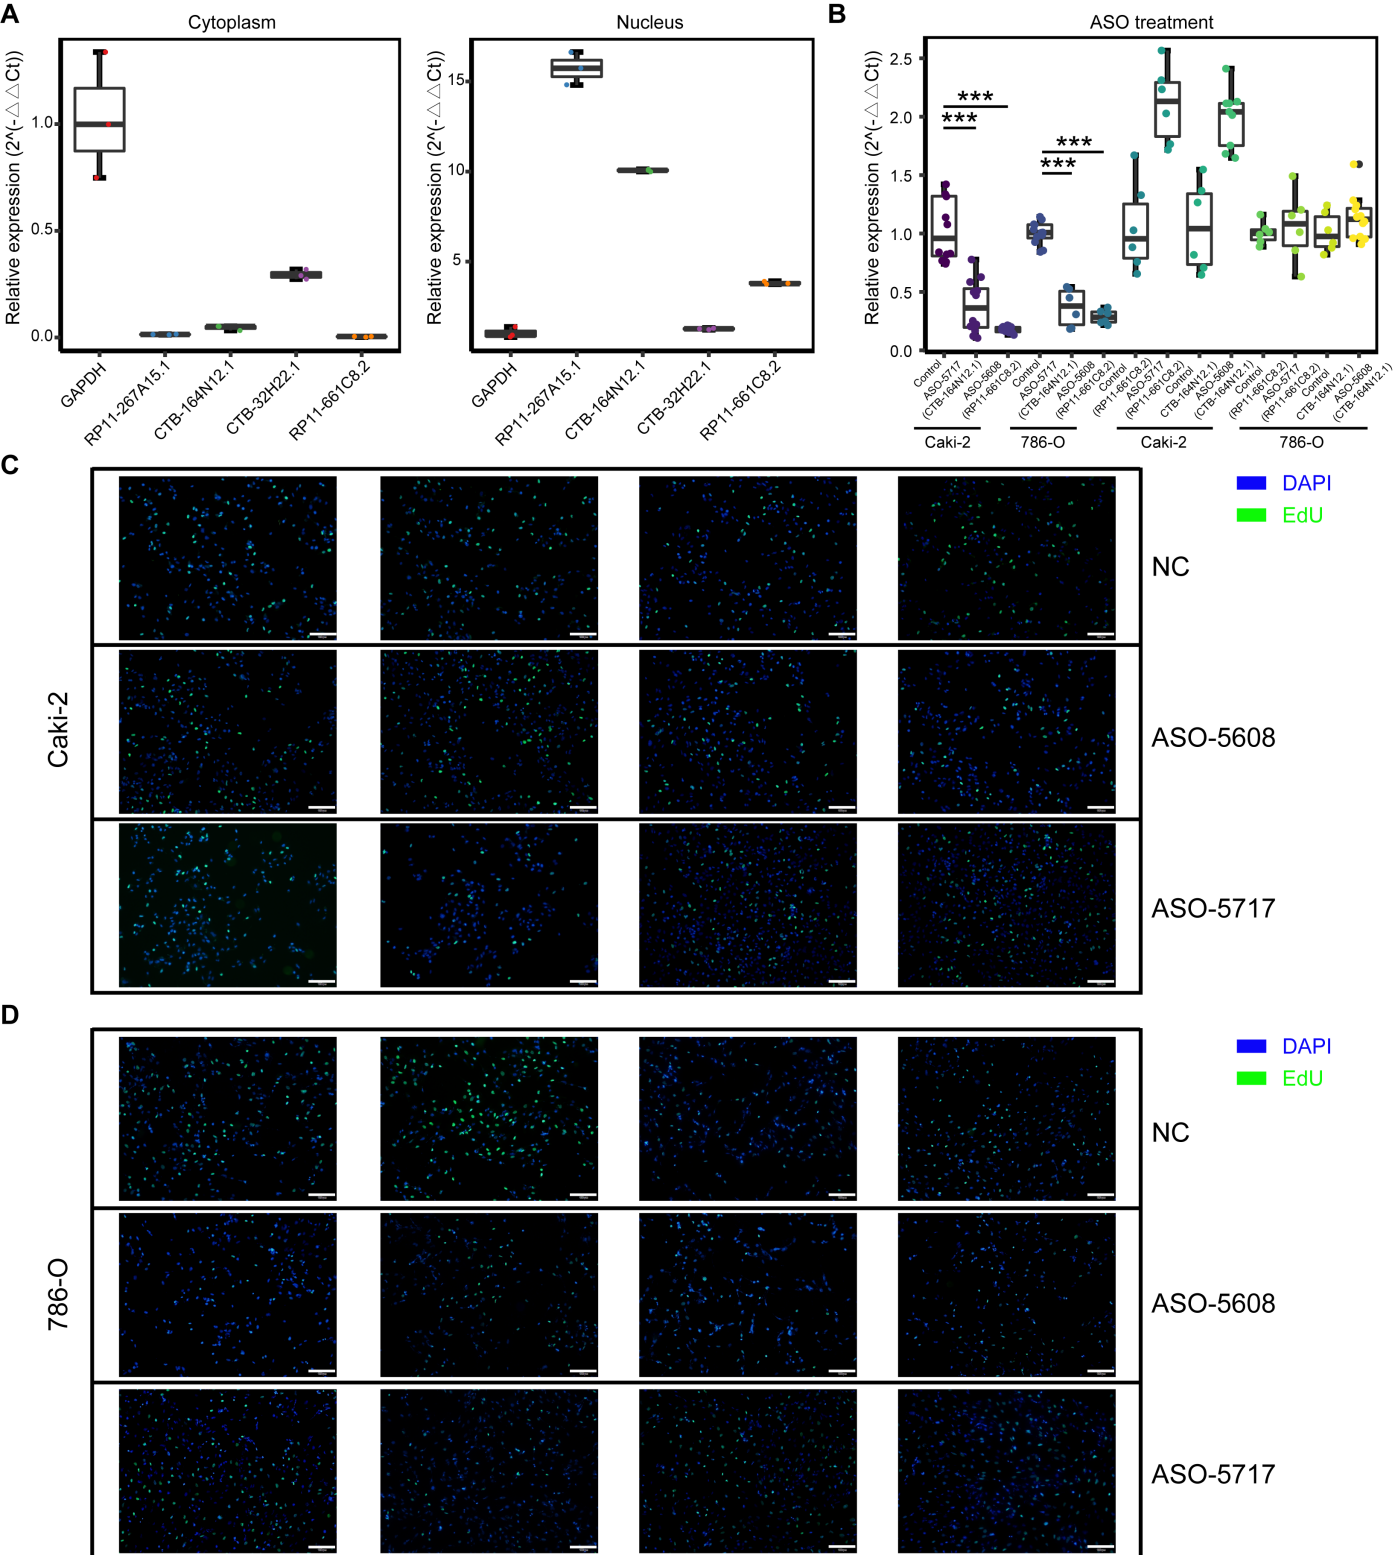 A
Cytoplasm
Relative expression (2^(-△△Ct))
1.0
0.5
0.0
GAPDH
RP11-267A15.1
CTB-164N12.1
CTB-32H22.1
RP11-661C8.2
Nucleus
Relative expression (2^(-△△Ct))
15
10
5
GAPDH
RP11-267A15.1
CTB-164N12.1
CTB-32H22.1
RP11-661C8.2
B
ASO treatment
Relative expression (2^(-△△Ct))
2.5
2.0
1.5
1.0
0.5
0.0
***
***
***
***
Control
ASO-5717
(CTB-164N12.1)
ASO-5608
(RP11-661C8.2)
Control
ASO-5717
(CTB-164N12.1)
ASO-5608
(RP11-661C8.2)
Control
(RP11-661C8.2)
ASO-5717
(RP11-661C8.2)
Control
CTB-164N12.1)
ASO-5608
(CTB-164N12.1)
Control
(RP11-661C8.2)
ASO-5717
(RP11-661C8.2)
Control
CTB-164N12.1)
ASO-5608
(CTB-164N12.1)
Caki-2
786-O
Caki-2
786-O
C
DAPI
EdU
NC
Caki-2
ASO-5608
ASO-5717
D
DAPI
EdU
NC
786-O
ASO-5608
ASO-5717